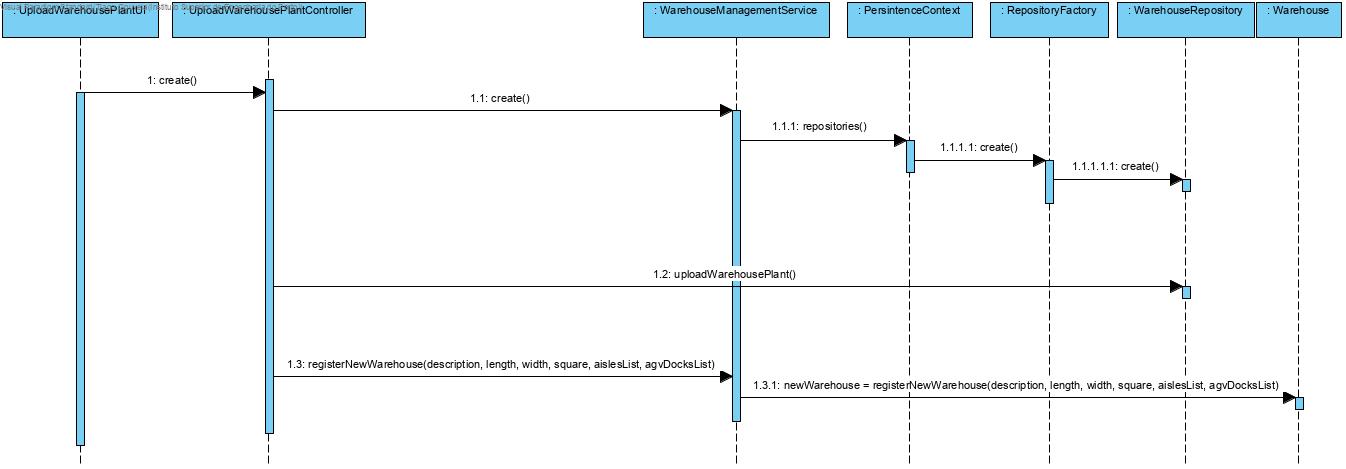 : UploadWarehousePlantUI
: UploadWarehousePlantController
: WarehouseManagementService
: PersintenceContext
: RepositoryFactory
: WarehouseRepository
: Warehouse
1: create()
1.1: create()
1.1.1: repositories()
1.1.1.1: create()
1.1.1.1.1: create()
1.2: uploadWarehousePlant()
1.3: registerNewWarehouse(description, length, width, square, aislesList, agvDocksList)
1.3.1: newWarehouse = registerNewWarehouse(description, length, width, square, aislesList, agvDocksList)